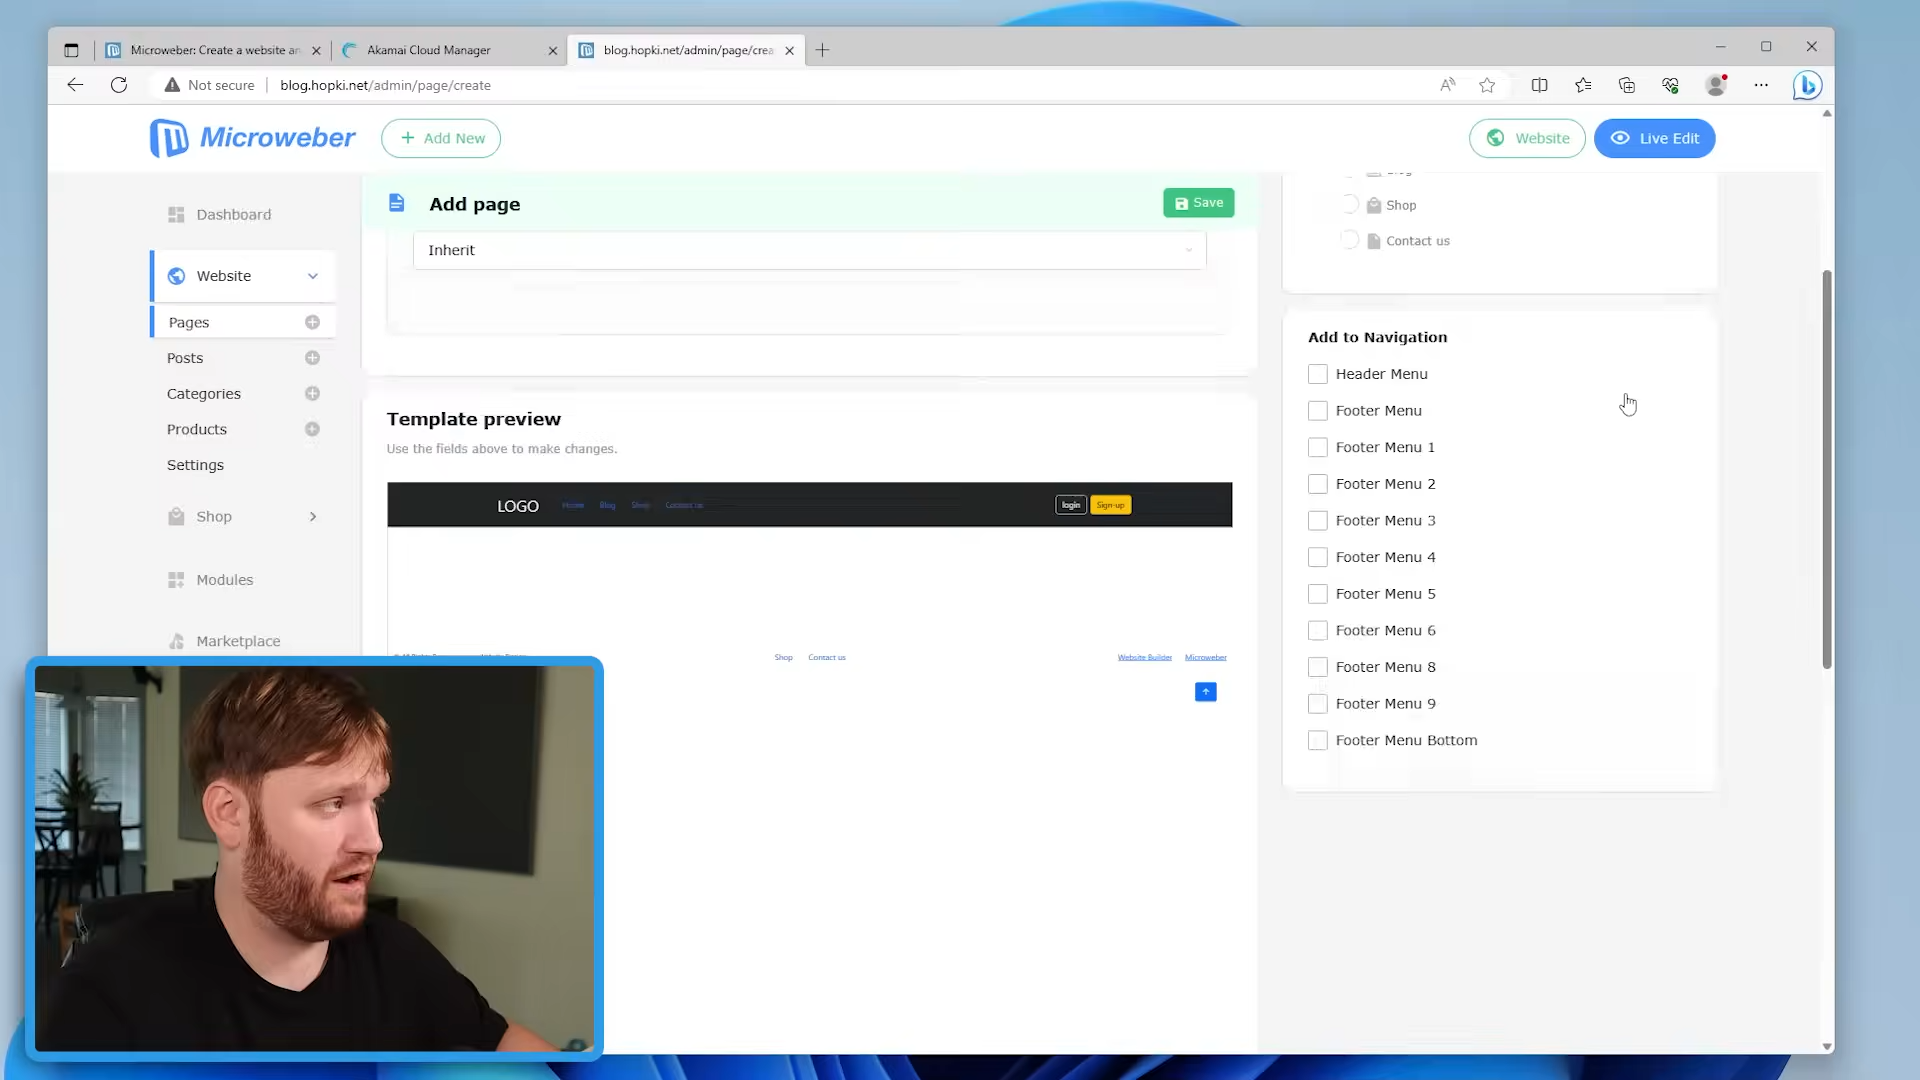 Microweber: Create a website an
Akamai Cloud Manager
blog.hopki.net/admin/page/crea
Not secure
blog.hopki.net/admin/page/create
Microweber
Add New
Website
Live Edit
Dashboard
Website
Pages
Posts
Categories
Products
Settings
Shop
Modules
Marketplace
Add page
Save
Inherit
Template preview
Use the fields above to make changes.
LOGO
Home
Blog
Shop
Contact us
login
Sign-up
Shop
Contact us
Website Builder
Microweber
Shop
Contact us
Add to Navigation
Header Menu
Footer Menu
Footer Menu 1
Footer Menu 2
Footer Menu 3
Footer Menu 4
Footer Menu 5
Footer Menu 6
Footer Menu 8
Footer Menu 9
Footer Menu Bottom